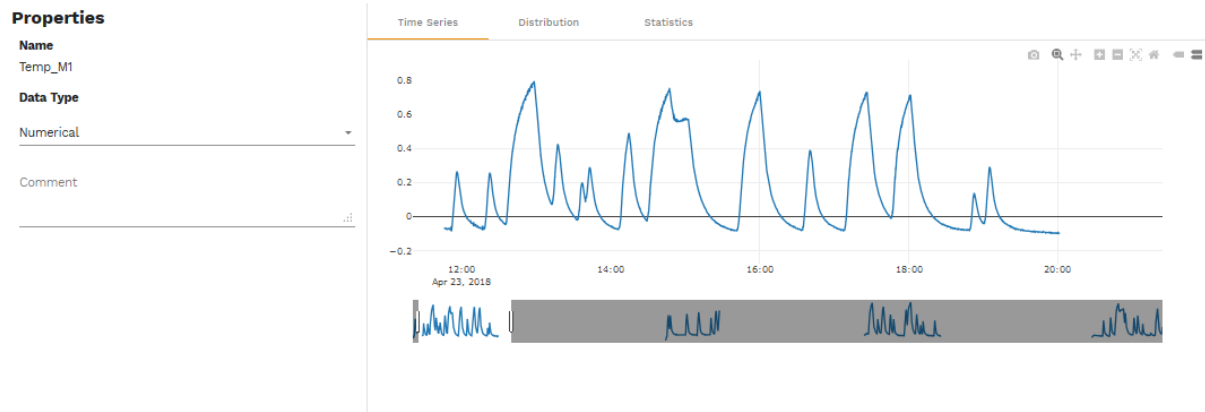 Properties
Name
Temp_M1
Data Type
Numerical
Comment
Time Series
Distribution
Statistics
0.8
0.6
0.4
0.2
0
−0.2
12:00
14:00
16:00
18:00
20:00
Apr 23, 2018